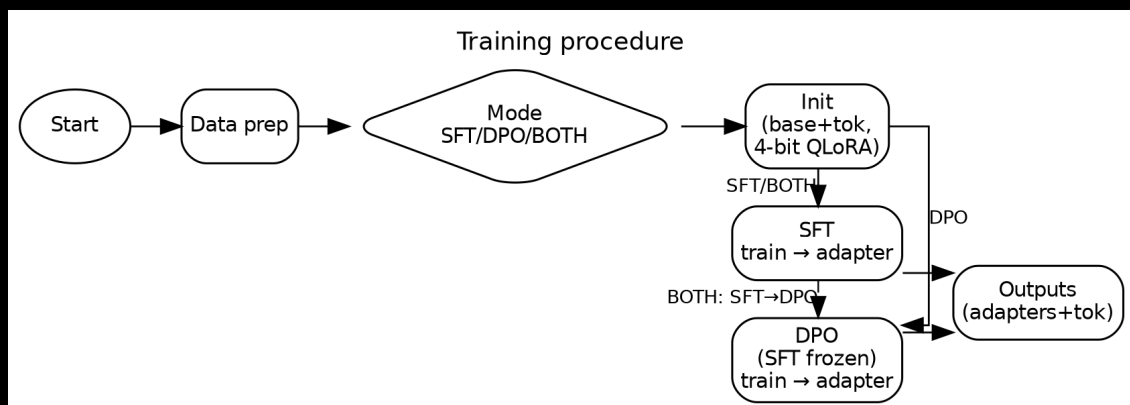 Training procedure
Start
Data prep
Mode
SFT/DPO/BOTH
Init
(base+tok,
4-bit QLoRA)
SFT/BOTH
DPO
SFT
train → adapter
BOTH: SFT→DPO
Outputs
(adapters+tok)
DPO
(SFT frozen)
train → adapter